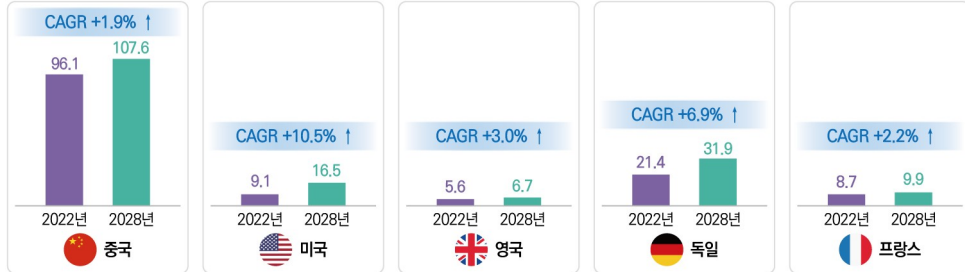 CAGR +1.9% ↑
96.1 107.6
2022년 2028년
중국
CAGR +10.5% ↑
9.1 16.5
2022년 2028년
미국
CAGR +3.0% ↑
5.6 6.7
2022년 2028년
영국
CAGR +6.9% ↑
21.4 31.9
2022년 2028년
독일
CAGR +2.2% ↑
8.7 9.9
2022년 2028년
프랑스